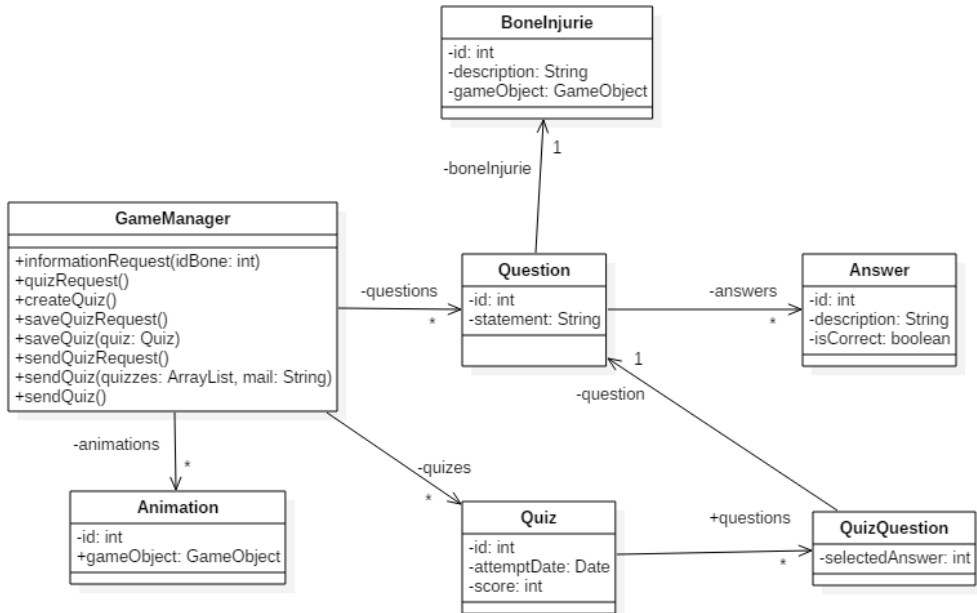 BoneInjurie
-id: int
-description: String
-gameObject: GameObject
1
-boneInjurie
GameManager
+informationRequest(idBone: int)
+quizRequest()
+createQuiz()
+saveQuizRequest()
+saveQuiz(quiz: Quiz)
+sendQuizRequest()
+sendQuiz(quizzes: ArrayList, mail: String)
+sendQuiz()
-questions
*
Question
-id: int
-statement: String
-answers
*
Answer
-id: int
-description: String
-isCorrect: boolean
1
-question
-animations
*
Animation
-id: int
+gameObject: GameObject
-quizes
*
Quiz
-id: int
-attemptDate: Date
-score: int
+questions
*
QuizQuestion
-selectedAnswer: int